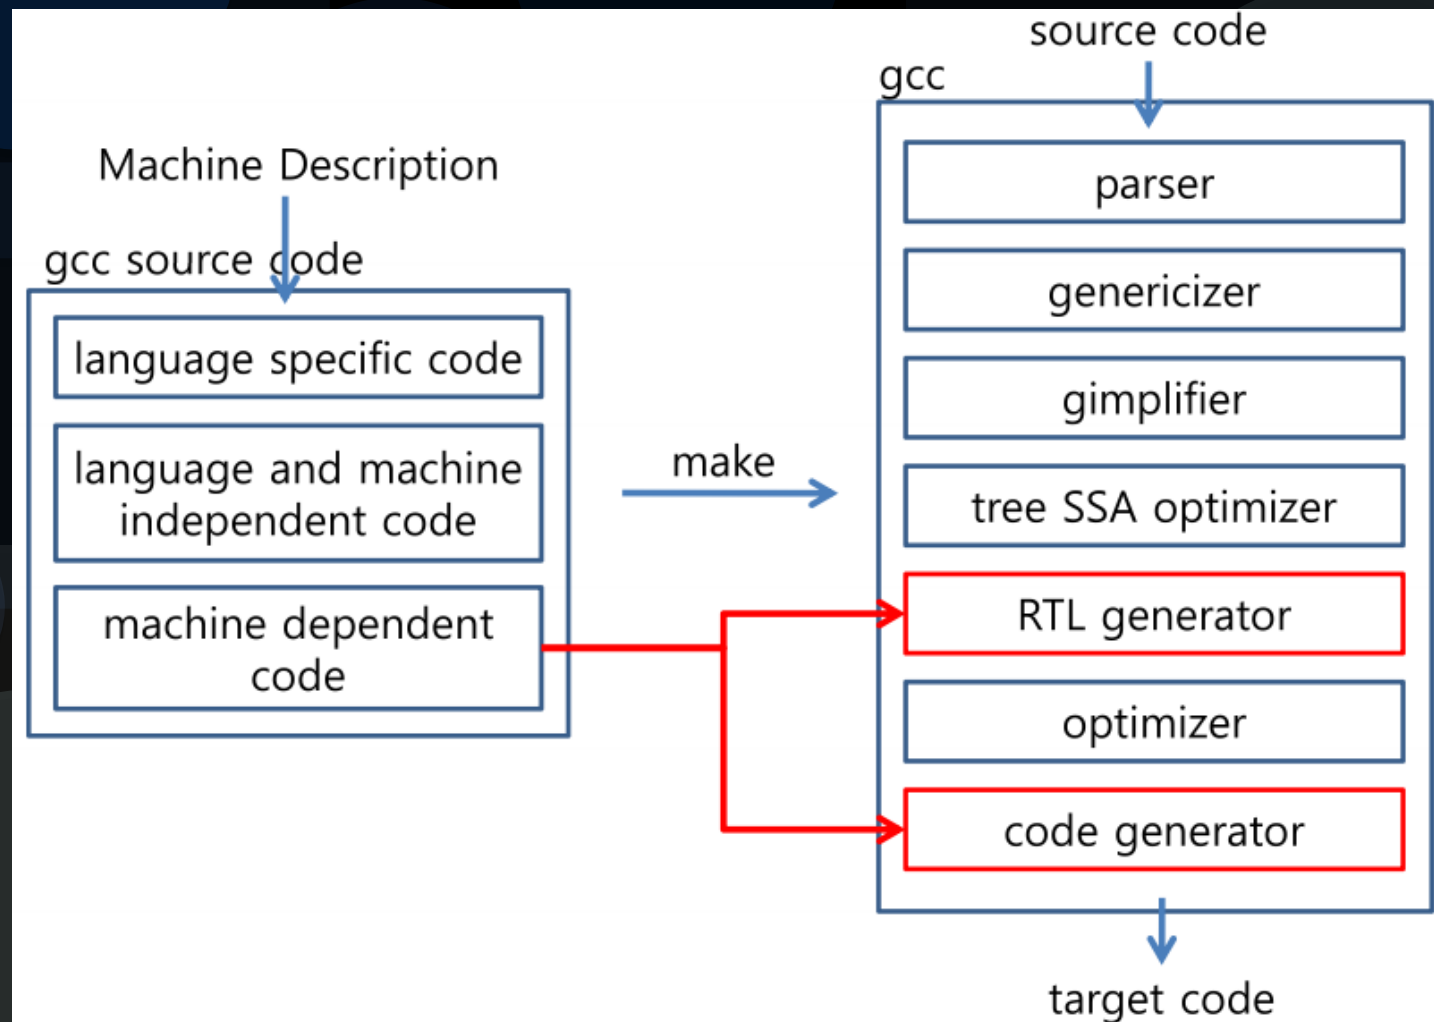 Machine Description
gcc source code
language specific code
language and machine
independent code
machine dependent
code
make
source code
gcc
parser
genericizer
gimplifier
tree SSA optimizer
RTL generator
optimizer
code generator
target code